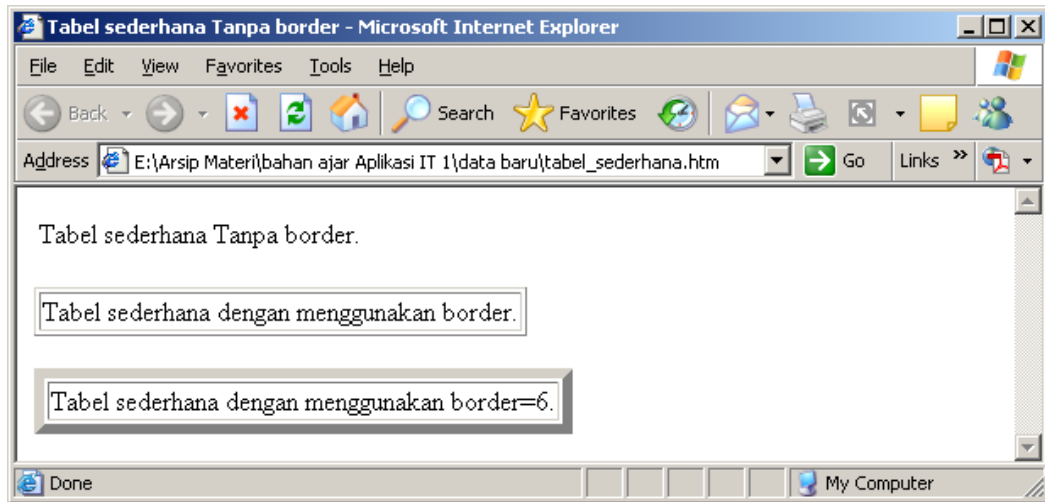 Tabel sederhana Tanpa border - Microsoft Internet Explorer
File Edit View Favorites Tools Help
Back Search Favorites
Address E:\Arsip Materi\bahan ajar Aplikasi IT 1\data baru\tabel_sederhana.htm Go Links »
Tabel sederhana Tanpa border.
Tabel sederhana dengan menggunakan border.
Tabel sederhana dengan menggunakan border=6.
Done My Computer